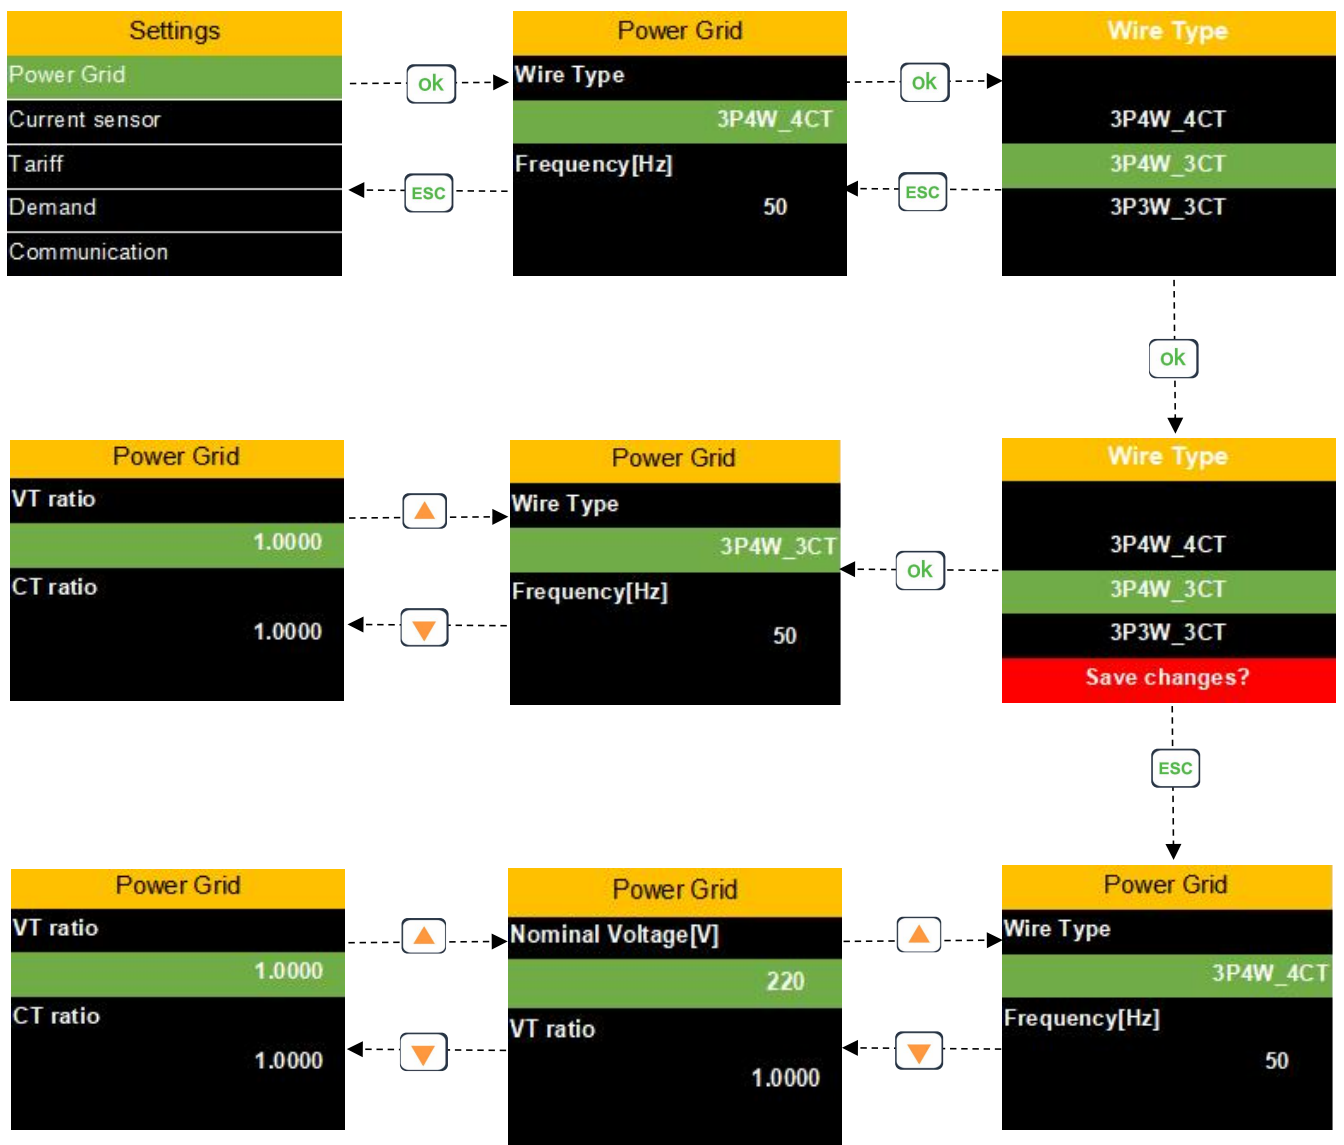 Settings
Power Grid
Current sensor
Tariff
Demand
Communication
ok
ESC
Power Grid
Wire Type
3P4W_4CT
Frequency[Hz]
50
ok
ESC
Wire Type
3P4W_4CT
3P4W_3CT
3P3W_3CT
ok
Power Grid
VT ratio
1.0000
CT ratio
1.0000
Power Grid
Wire Type
3P4W_3CT
Frequency[Hz]
50
ok
Wire Type
3P4W_4CT
3P4W_3CT
3P3W_3CT
Save changes?
ESC
Power Grid
VT ratio
1.0000
CT ratio
1.0000
Power Grid
Nominal Voltage[V]
220
VT ratio
1.0000
Power Grid
Wire Type
3P4W_4CT
Frequency[Hz]
50